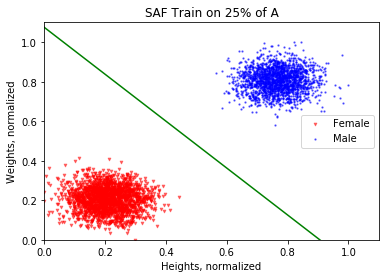 SAF Train on 25% of A
Weights, normalized
1.0
0.8
0.6
0.4
0.2
0.0
Female
Male
0.0 0.2 0.4 0.6 0.8 1.0
Heights, normalized